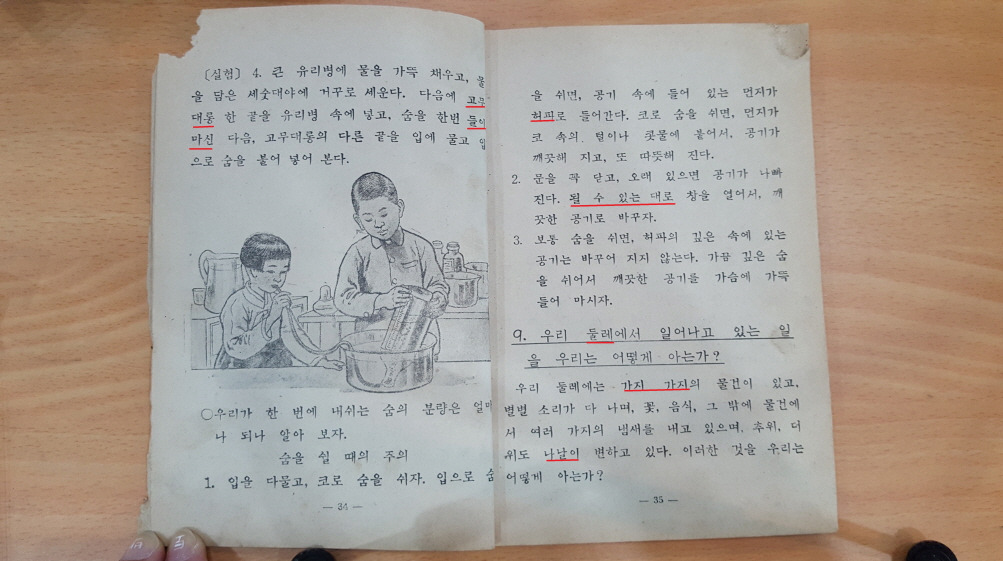 〔실험〕 4. 큰 유리병에 물을 가뜩 채우고, 물
을 담은 세숫대야에 거꾸로 세운다. 다음에 고무
대롱 한 끝을 유리병 속에 넣고, 숨을 한번 들어
마신 다음, 고무대롱의 다른 끝을 입에 물고 입
으로 숨을 불어 넣어 본다.
○우리가 한 번에 내쉬는 숨의 분량은 얼마
나 되나 알아 보자.
숨을 쉴 때의 주의
1. 입을 다물고, 코로 숨을 쉬자. 입으로 숨
— 34 —
을 쉬면, 공기 속에 들어 있는 먼지가
허파로 들어간다. 코로 숨을 쉬면, 먼지가
코 속의 털이나 콧물에 붙어서, 공기가
깨끗해 지고, 또 따뜻해 진다.
2. 문을 꽉 닫고, 오래 있으면 공기가 나빠
진다. 될 수 있는 대로 창을 열어서, 깨
끗한 공기로 바꾸자.
3. 보통 숨을 쉬면, 허파의 깊은 속에 있는
공기는 바꾸어 지지 않는다. 가끔 깊은 숨
을 쉬어서 깨끗한 공기를 가슴에 가득
들어 마시자.
9. 우리 둘레에서 일어나고 있는 일
을 우리는 어떻게 아는가?
우리 둘레에는 가지 가지의 물건이 있고,
별별 소리가 다 나며, 꽃, 음식, 그 밖에 물건에
서 여러 가지의 냄새를 내고 있으며, 추위, 더
위도 나날이 변하고 있다. 이러한 것을 우리는
어떻게 아는가?
— 35 —